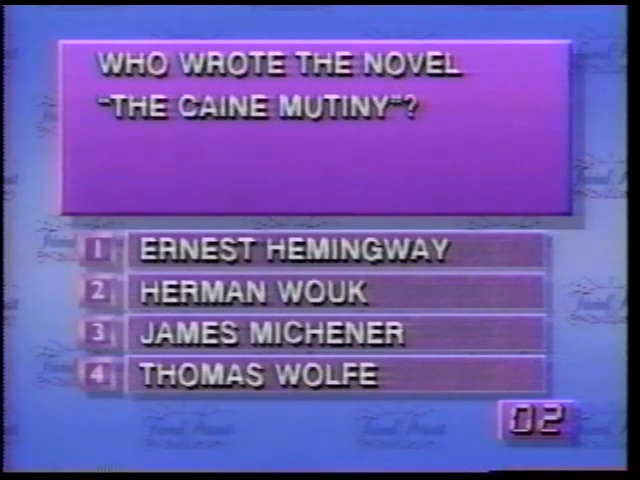 WHO WROTE THE NOVEL
"THE CAINE MUTINY"?
1 ERNEST HEMINGWAY
2 HERMAN WOUK
3 JAMES MICHENER
4 THOMAS WOLFE
02